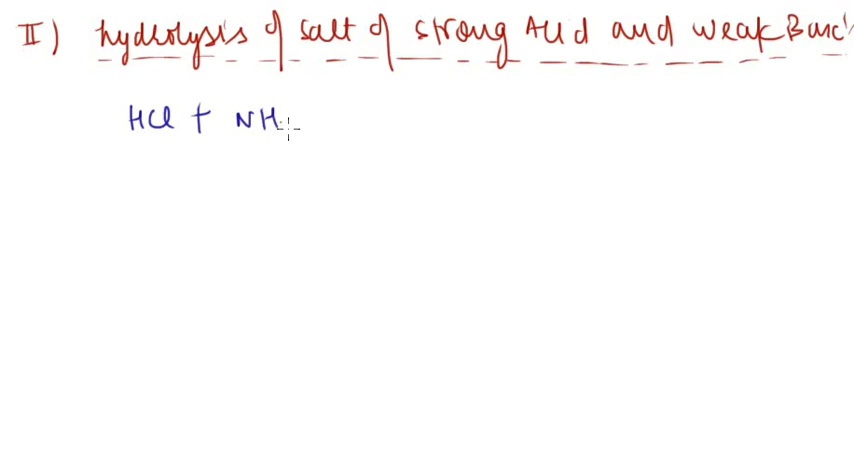 II) hydrolysis of salt of strong Acid and weak Base
HCl + NH